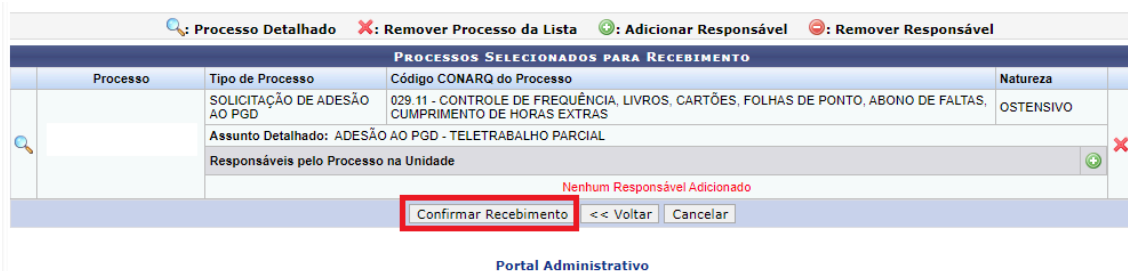 : Processo Detalhado : Remover Processo da Lista : Adicionar Responsável : Remover Responsável
PROCESSOS SELECIONADOS PARA RECEBIMENTO
Processo Tipo de Processo Código CONARQ do Processo Natureza
SOLICITAÇÃO DE ADESÃO AO PGD 029.11 - CONTROLE DE FREQUÊNCIA, LIVROS, CARTÕES, FOLHAS DE PONTO, ABONO DE FALTAS, CUMPRIMENTO DE HORAS EXTRAS OSTENSIVO
Assunto Detalhado: ADESÃO AO PGD - TELETRABALHO PARCIAL
Responsáveis pelo Processo na Unidade
Nenhum Responsável Adicionado
Confirmar Recebimento << Voltar Cancelar
Portal Administrativo